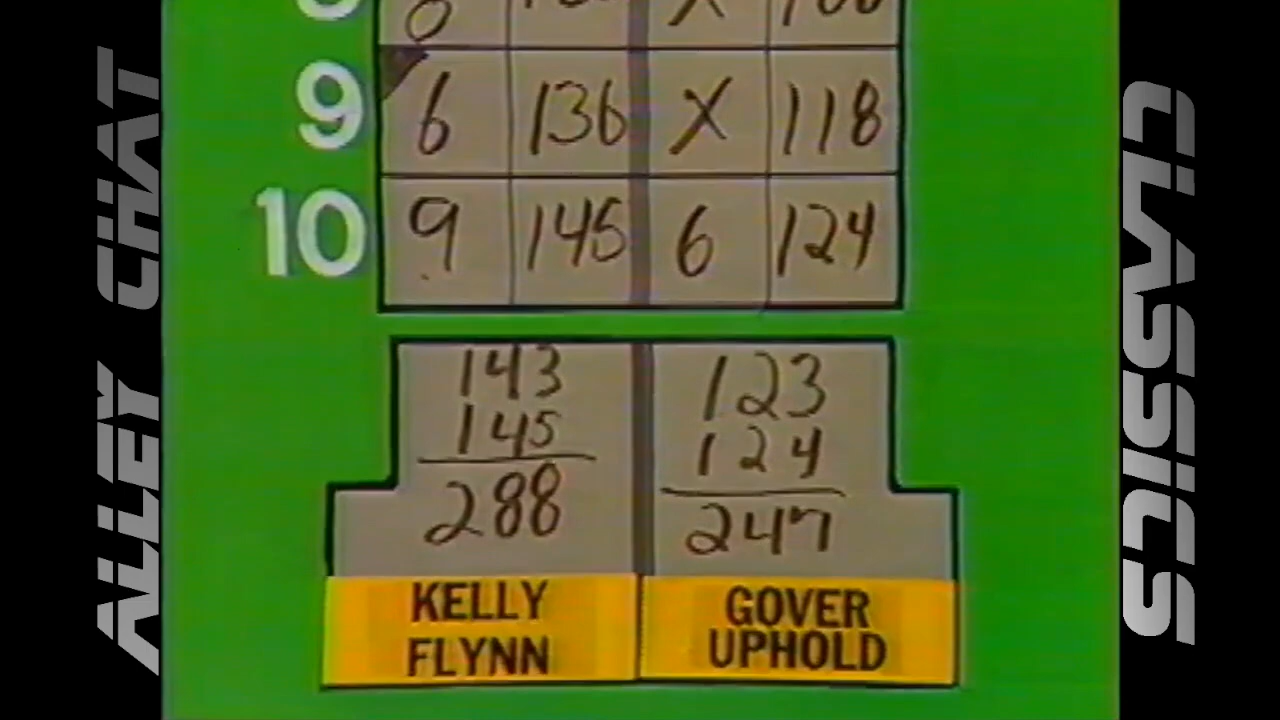 ALLEY CHAT
CLASSICS
8 X
9 6 136 X 118
10 9 145 6 124
143 123
145 124
288 247
KELLY GOVER
FLYNN UPHOLD